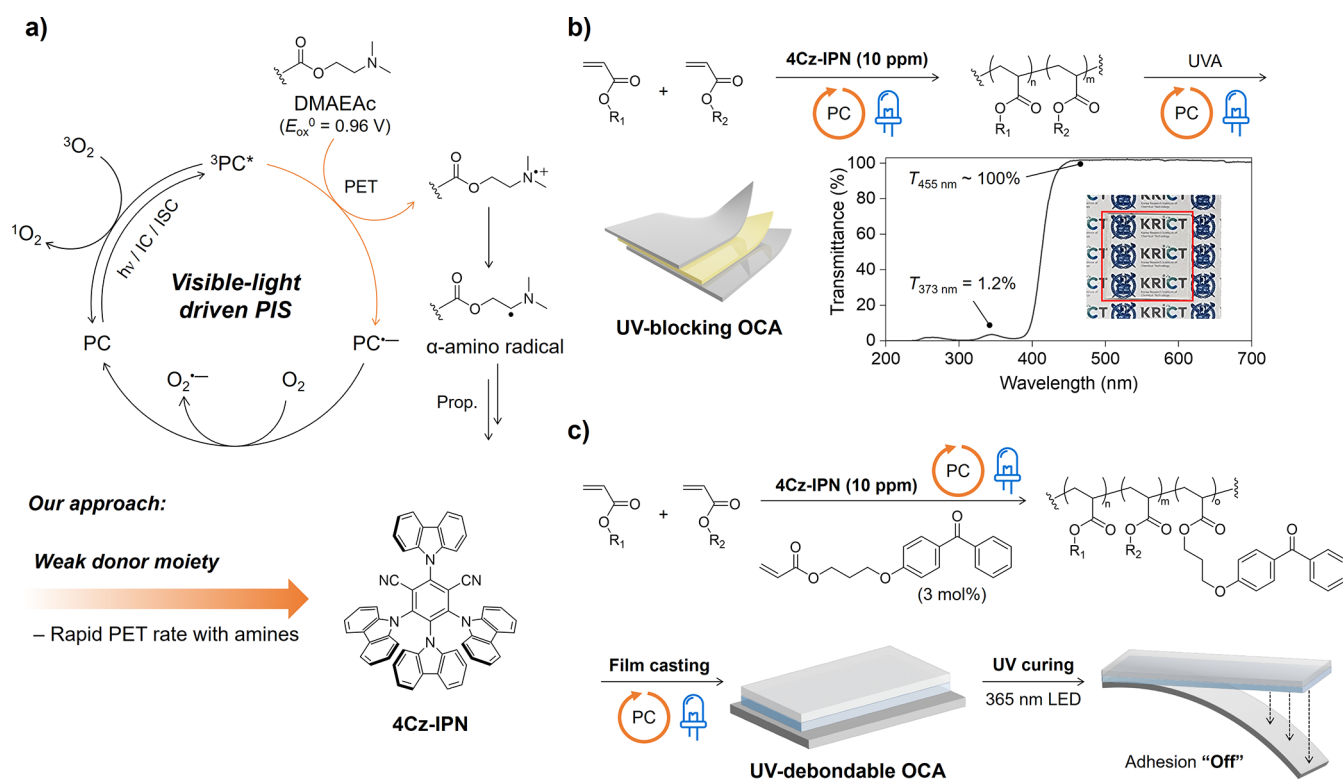 a)
O
O
N
DMAEAc
(Eox⁰ = 0.96 V)
³O₂
³PC*
PET
O
O
N•+
¹O₂
hν / IC / ISC
Visible-light
driven PIS
O
O
N
•
α-amino radical
PC
PC•—
O₂•—
O₂
Prop.
Our approach:
Weak donor moiety
– Rapid PET rate with amines
N
NC
CN
N
N
N
4Cz-IPN
b)
O
O
R₁
+
O
O
R₂
4Cz-IPN (10 ppm)
PC
n
m
O
O
R₁
O
O
R₂
UVA
PC
UV-blocking OCA
Transmittance (%)
100
80
60
40
20
0
T455 nm ~ 100%
T373 nm = 1.2%
KRICT
200
300
400
500
600
700
Wavelength (nm)
c)
O
O
R₁
+
O
O
R₂
4Cz-IPN (10 ppm)
PC
O
O
O
O
(3 mol%)
n
m
o
O
O
R₁
O
O
R₂
O
O
O
O
Film casting
PC
UV-debondable OCA
UV curing
365 nm LED
Adhesion “Off”